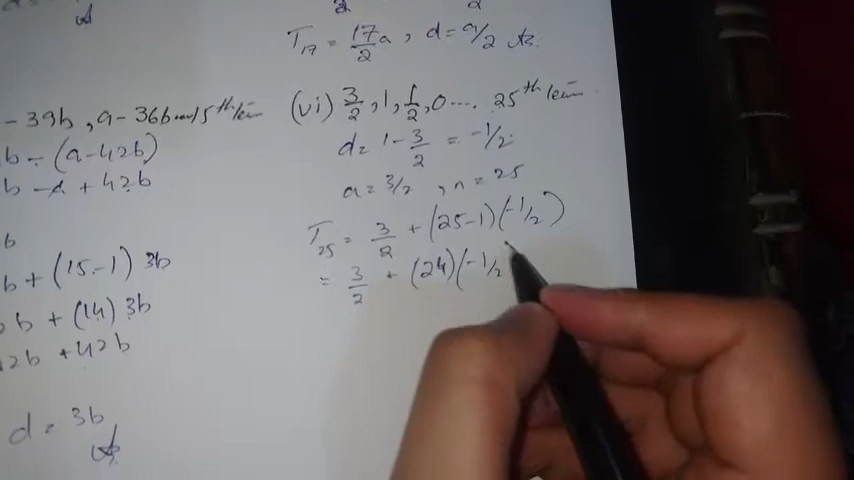 T₁₇ = 17/2 a , d = a/2 As.
- 39b , a - 36b 15th term
b - (a - 42b)
b - a + 42b
b
b + (15-1) 3b
b + (14) 3b
2b + 42b
d = 3b
(vi) 3/2 , 1 , 1/2 , 0 .... 25th term
d = 1 - 3/2 = -1/2
a = 3/2 , n = 25
T₂₅ = 3/2 + (25-1)(-1/2)
= 3/2 + (24)(-1/2